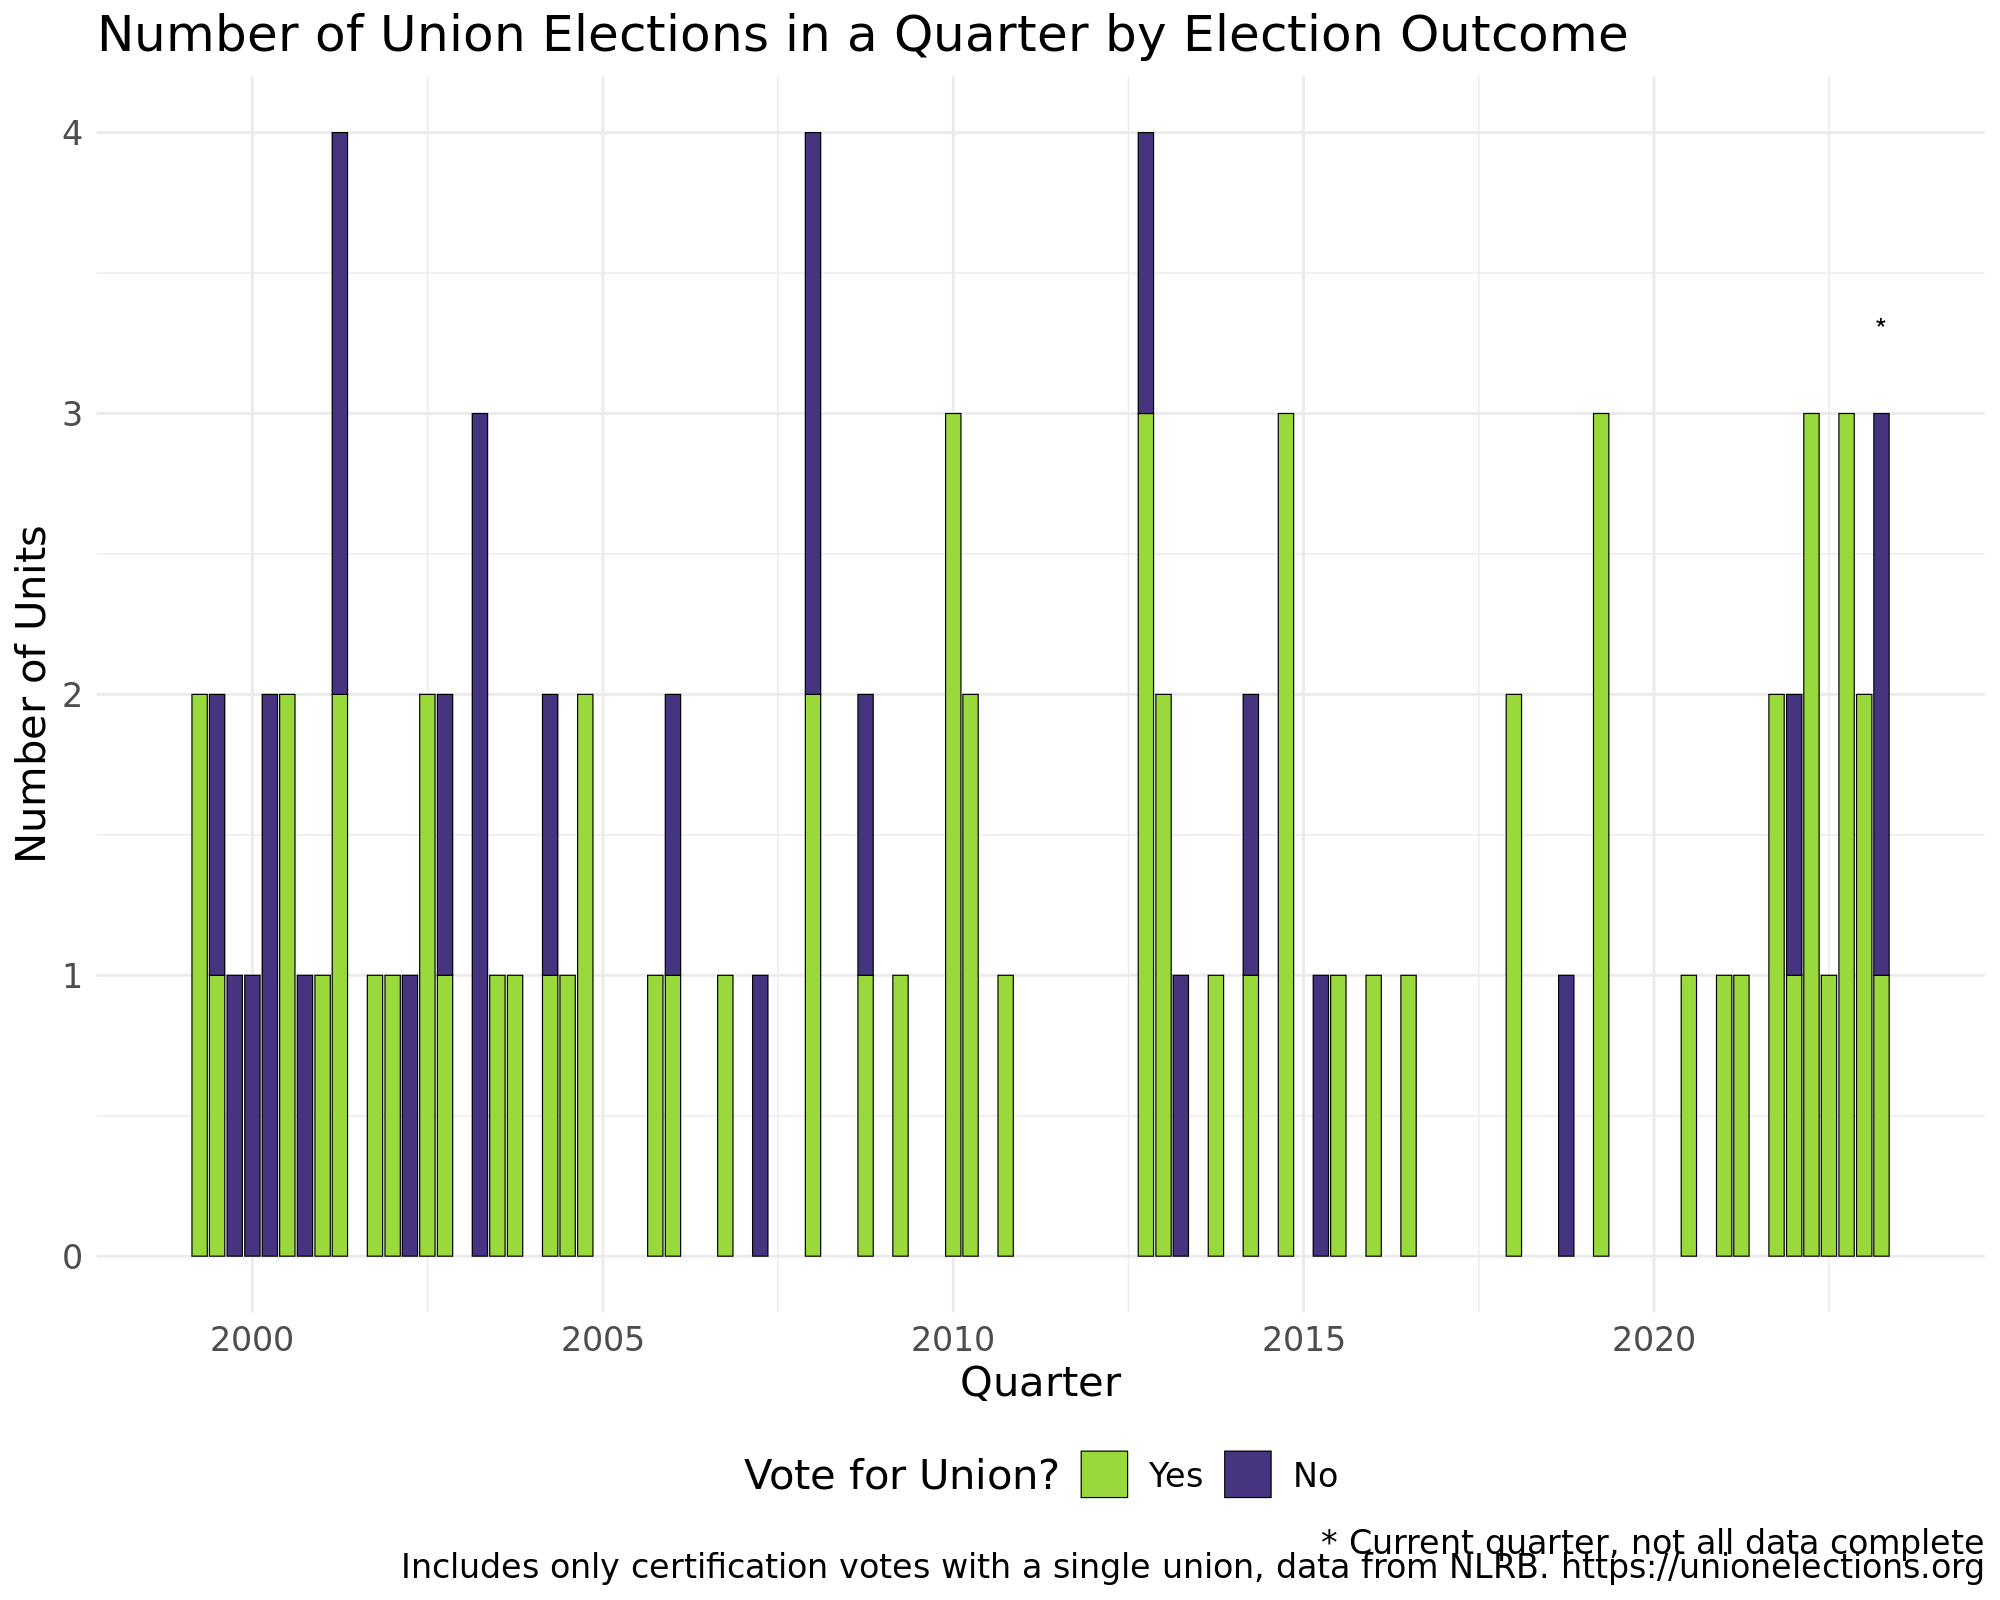 Number of Union Elections in a Quarter by Election Outcome
4
*
3
2
1
0
Number of Units
2000 2005 2010 2015 2020
Quarter
Vote for Union? Yes No
* Current quarter, not all data complete
Includes only certification votes with a single union, data from NLRB. https://unionelections.org